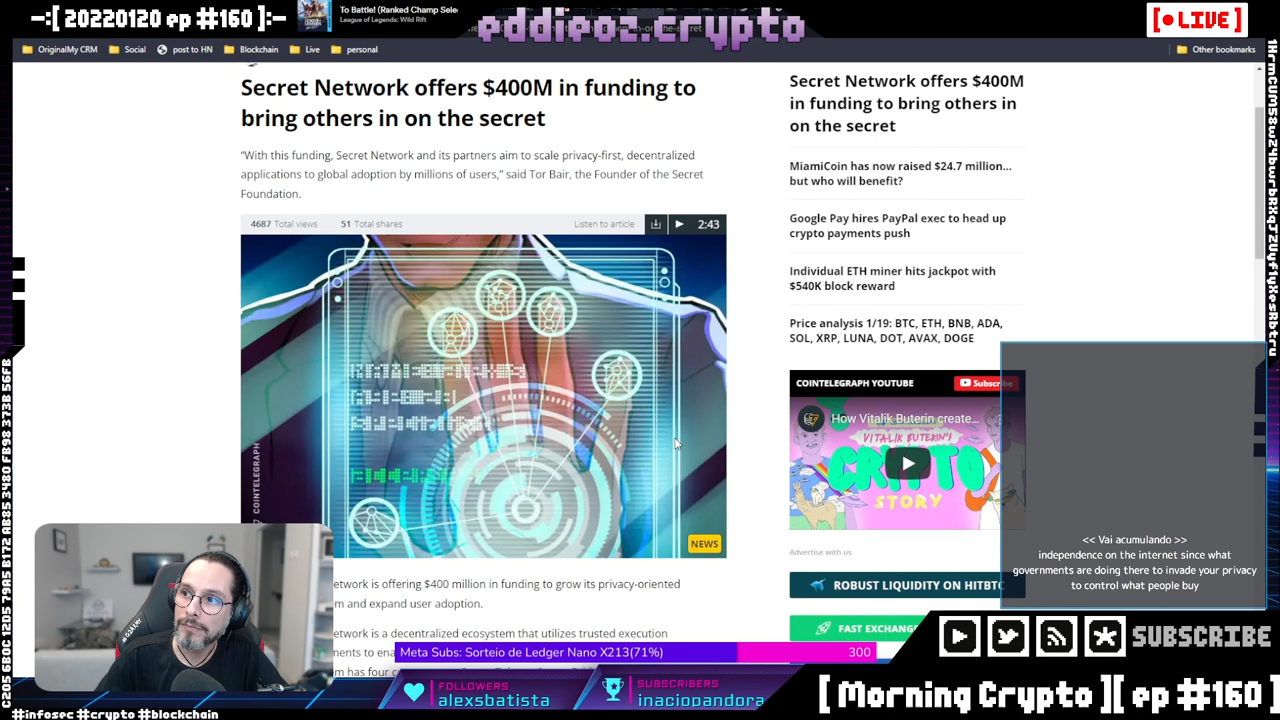 -:[ 20220120 ep #160 ]:-
To Battle! (Ranked Champ Sele
League of Legends: Wild Rift
eddieoz.crypto
[ LIVE ]
OriginalMy CRM
Social
post to HN
Blockchain
Live
personal
Other bookmarks
Secret Network offers $400M in funding to
bring others in on the secret
“With this funding, Secret Network and its partners aim to scale privacy-first, decentralized
applications to global adoption by millions of users,” said Tor Bair, the Founder of the Secret
Foundation.
4687 Total views
51 Total shares
Listen to article
2:43
COINTELEGRAPH
NEWS
etwork is offering $400 million in funding to grow its privacy-oriented
m and expand user adoption.
etwork is a decentralized ecosystem that utilizes trusted execution
Secret Network offers $400M
in funding to bring others in
on the secret
MiamiCoin has now raised $24.7 million...
but who will benefit?
Google Pay hires PayPal exec to head up
crypto payments push
Individual ETH miner hits jackpot with
$540K block reward
Price analysis 1/19: BTC, ETH, BNB, ADA,
SOL, XRP, LUNA, DOT, AVAX, DOGE
COINTELEGRAPH YOUTUBE
Subscribe
How Vitalik Buterin create...
VITALIK BUTERIN'S
CRYPTO
STORY
Advertise with us
ROBUST LIQUIDITY ON HITBTC
FAST EXCHANGE
<< Vai acumulando >>
independence on the internet since what
governments are doing there to invade your privacy
to control what people buy
Meta Subs: Sorteio de Ledger Nano X213(71%)
300
FOLLOWERS
alexsbatista
SUBSCRIBERS
inaciopandora
SUBSCRIBE
[ Morning Crypto ][ ep #160 ]
#infosec #crypto #blockchain